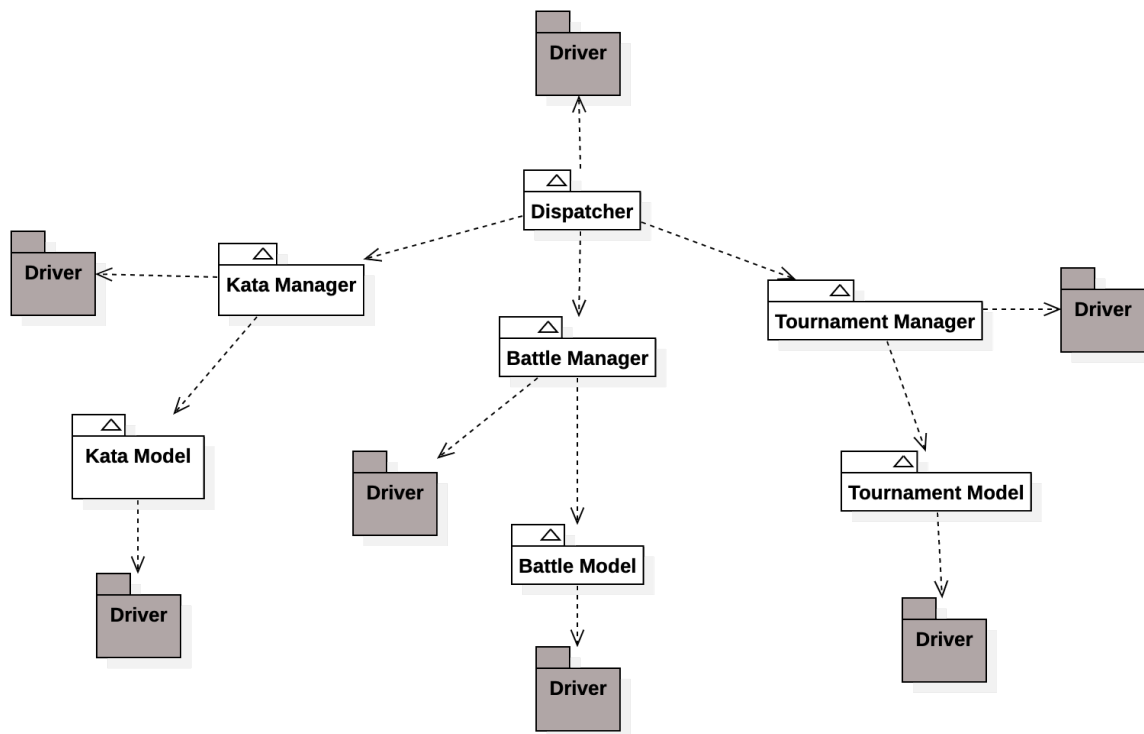 Driver
Dispatcher
Driver
Kata Manager
Driver
Tournament Manager
Battle Manager
Kata Model
Driver
Tournament Model
Battle Model
Driver
Driver
Driver